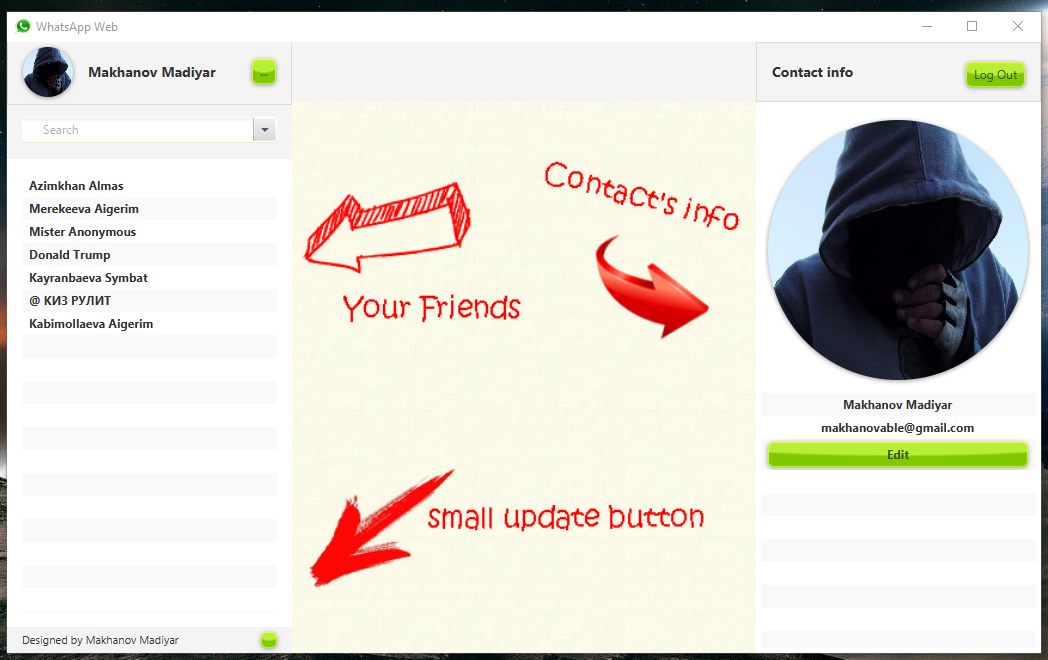 WhatsApp Web
Makhanov Madiyar
...
Search
Azimkhan Almas
Merekeeva Aigerim
Mister Anonymous
Donald Trump
Kayranbaeva Symbat
@ КИЗ РУЛИТ
Kabimollaeva Aigerim
Designed by Makhanov Madiyar
Contact's info
Your Friends
small update button
Contact info
Log Out
Makhanov Madiyar
makhanovable@gmail.com
Edit